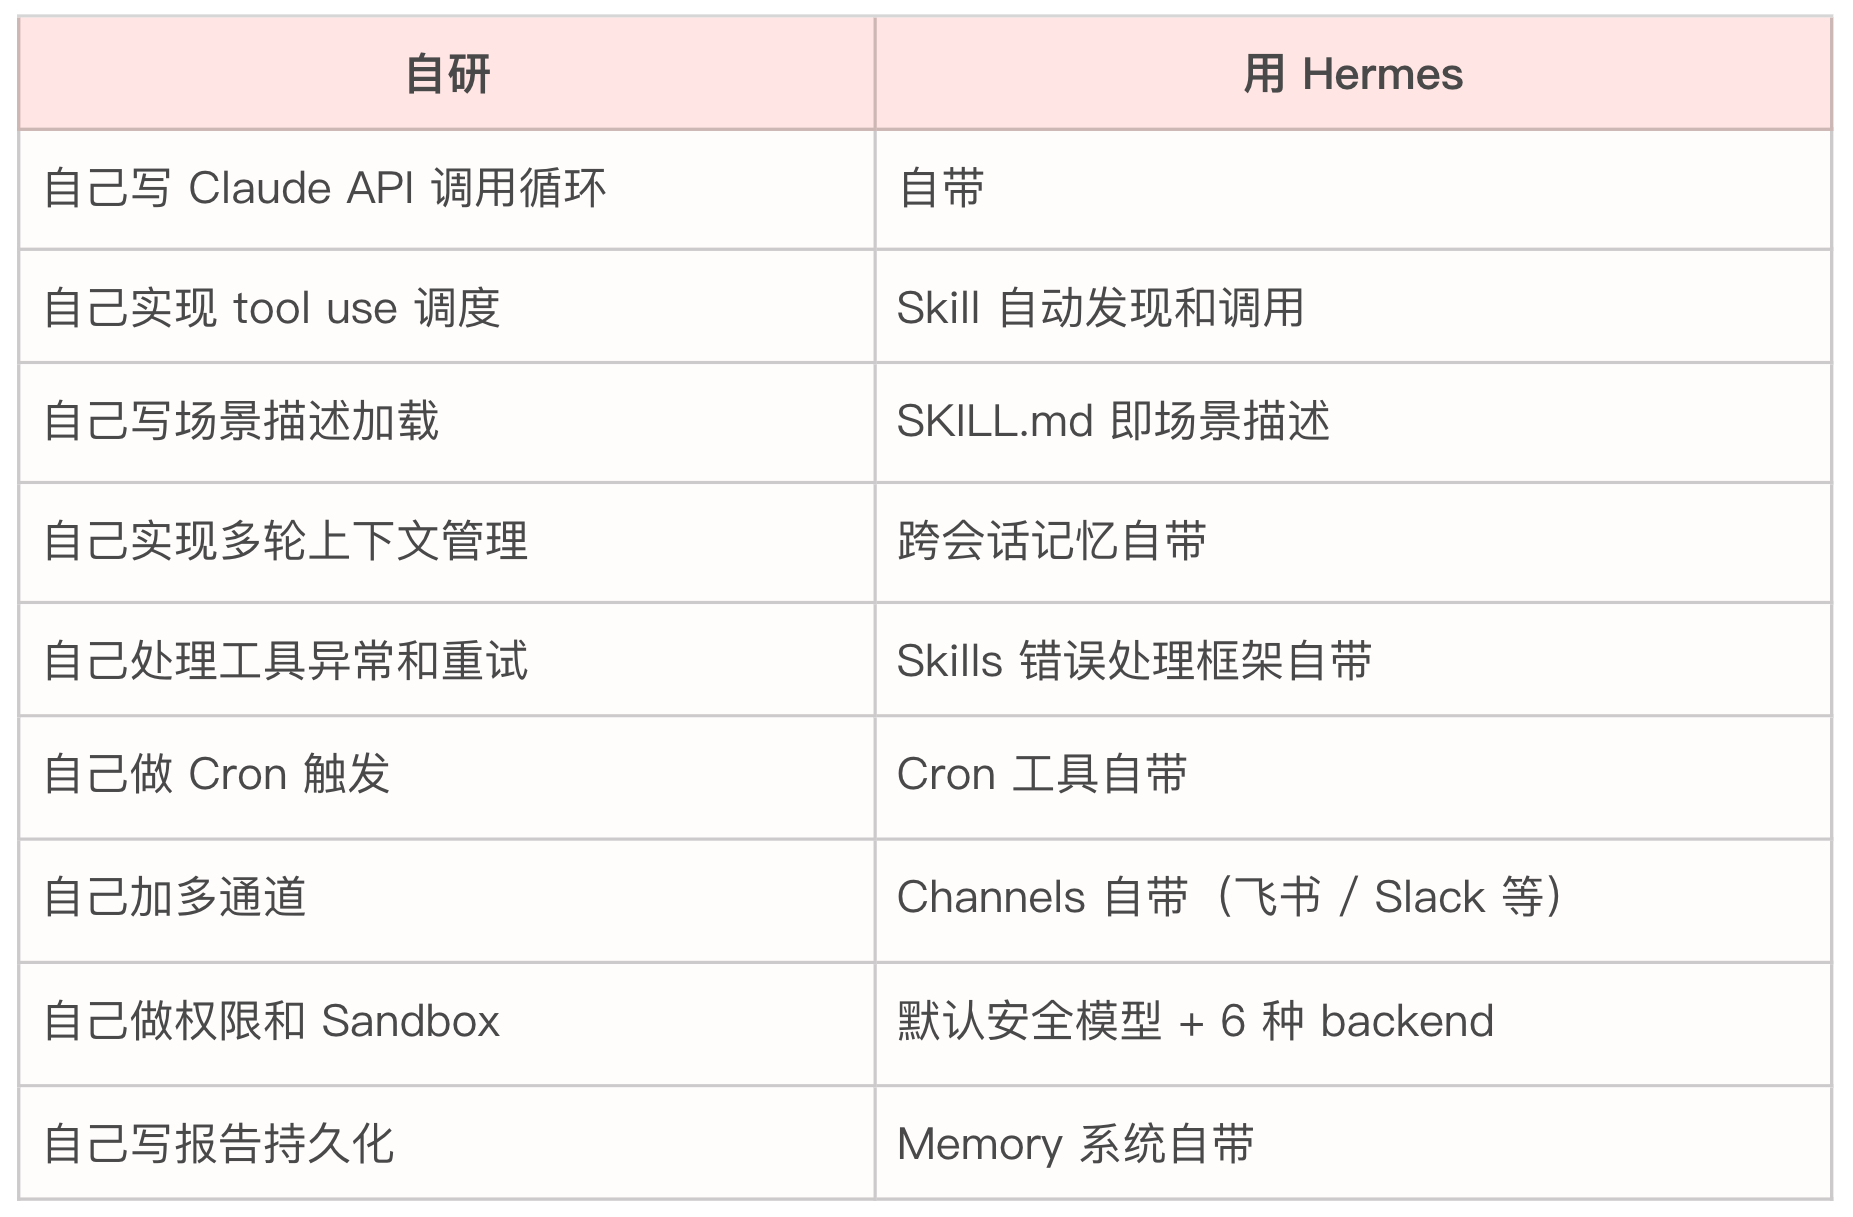 自研
用 Hermes
自己写 Claude API 调用循环
自带
自己实现 tool use 调度
Skill 自动发现和调用
自己写场景描述加载
SKILL.md 即场景描述
自己实现多轮上下文管理
跨会话记忆自带
自己处理工具异常和重试
Skills 错误处理框架自带
自己做 Cron 触发
Cron 工具自带
自己加多通道
Channels 自带（飞书 / Slack 等）
自己做权限和 Sandbox
默认安全模型 + 6 种 backend
自己写报告持久化
Memory 系统自带